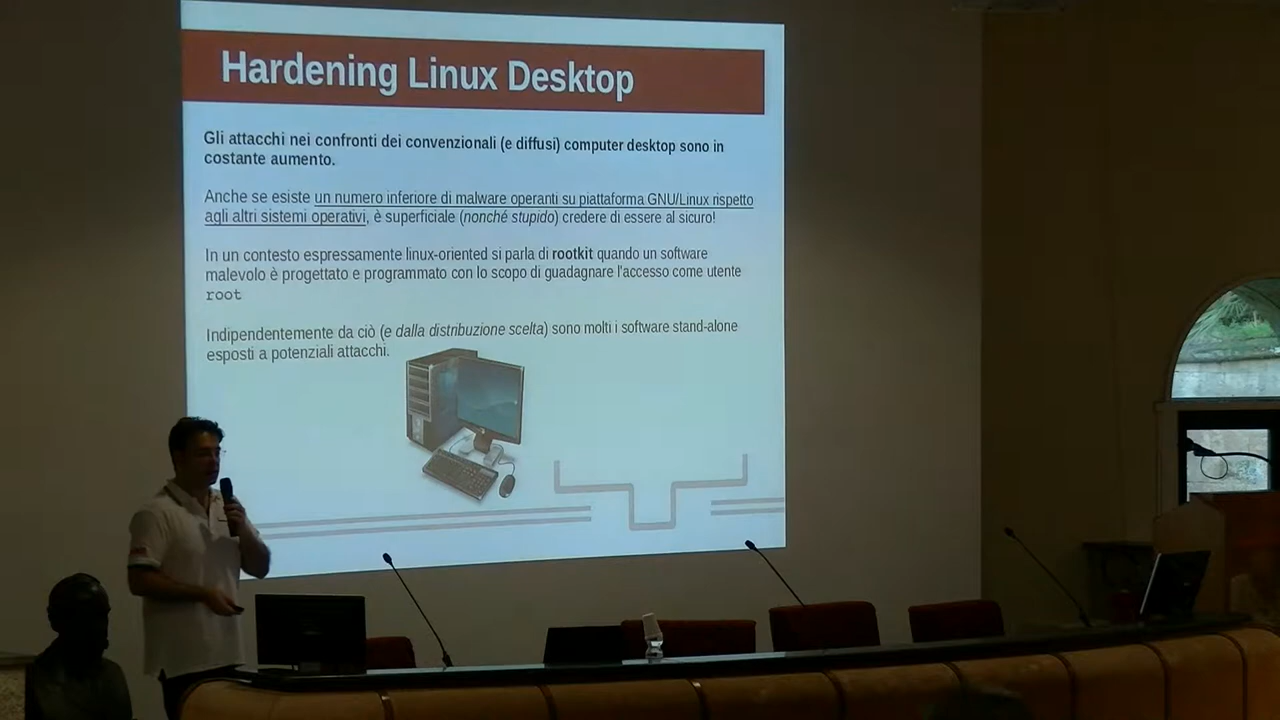 Hardening Linux Desktop
Gli attacchi nei confronti dei convenzionali (e diffusi) computer desktop sono in
costante aumento.
Anche se esiste un numero inferiore di malware operanti su piattaforma GNU/Linux rispetto
agli altri sistemi operativi, è superficiale (nonché stupido) credere di essere al sicuro!
In un contesto espressamente linux-oriented si parla di rootkit quando un software
malevolo è progettato e programmato con lo scopo di guadagnare l'accesso come utente
root
Indipendentemente da ciò (e dalla distribuzione scelta) sono molti i software stand-alone
esposti a potenziali attacchi.